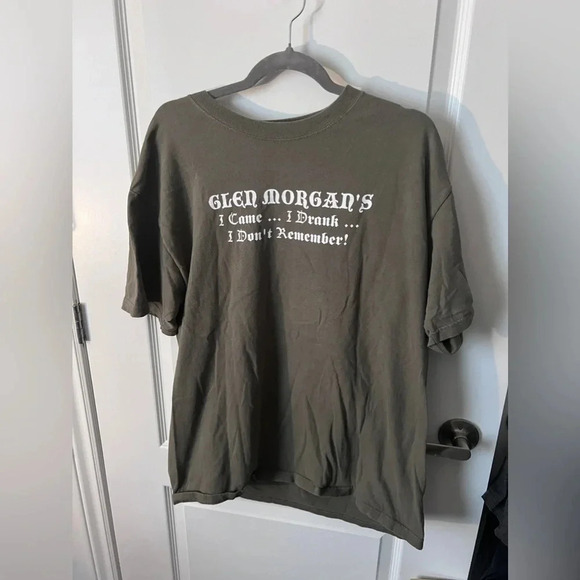 GLEN MORGAN'S
I Came ... I Drank ...
I Don't Remember!